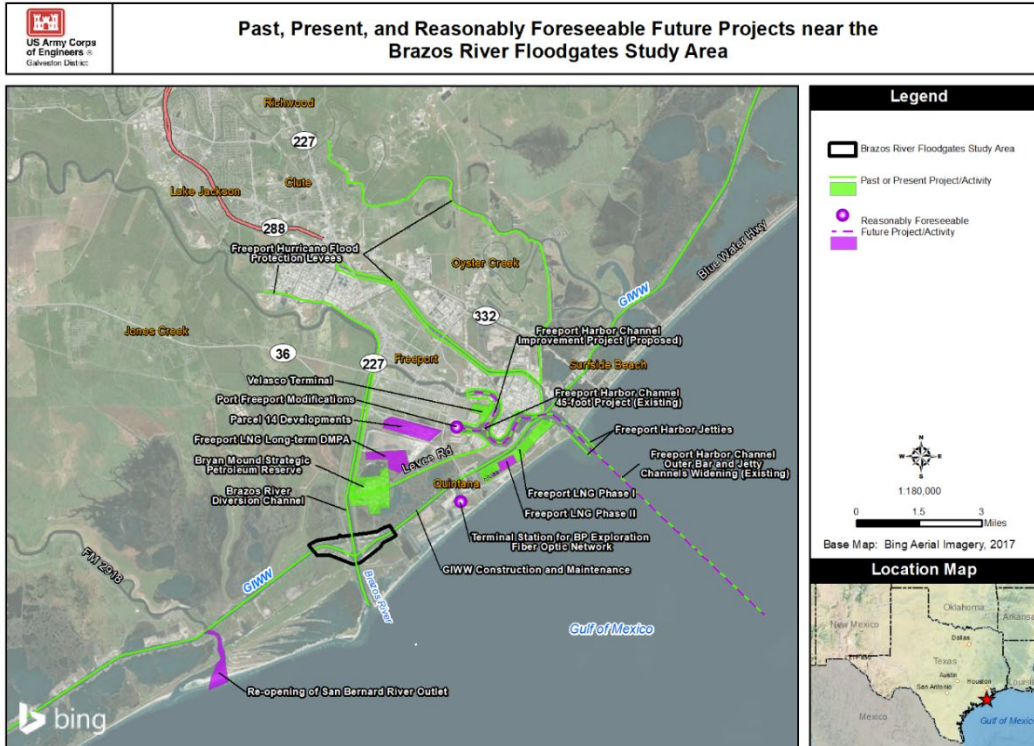 US Army Corps
of Engineers ®
Galveston District
Past, Present, and Reasonably Foreseeable Future Projects near the
Brazos River Floodgates Study Area
Richwood
227
Clute
Lake Jackson
288
Freeport Hurricane Flood
Protection Levees
Oyster Creek
Blue Water Hwy
GIWW
332
Jones Creek
36
227
Freeport
Freeport Harbor Channel
Improvement Project (Proposed)
Surfside Beach
Velasco Terminal
Port Freeport Modifications
Parcel 14 Developments
Freeport LNG Long-term DMPA
Bryan Mound Strategic
Petroleum Reserve
Brazos River
Diversion Channel
Freeport Harbor Channel
45-foot Project (Existing)
Freeport Harbor Jetties
Levee Rd
Freeport Harbor Channel
Outer Bar and Jetty
Channels Widening (Existing)
Quintana
Freeport LNG Phase I
Freeport LNG Phase II
Terminal Station for BP Exploration
Fiber Optic Network
GIWW Construction and Maintenance
FM 2918
GIWW
Brazos River
Gulf of Mexico
Re-opening of San Bernard River Outlet
bing
Legend
Brazos River Floodgates Study Area
Past or Present Project/Activity
Reasonably Foreseeable
Future Project/Activity
N
W E
S
1:180,000
0 1.5 3
Miles
Base Map: Bing Aerial Imagery, 2017
Location Map
Oklahoma
New Mexico
Arkansas
Dallas
El Paso
Texas
Austin
Houston
San Antonio
Mexico
Gulf of Mexico